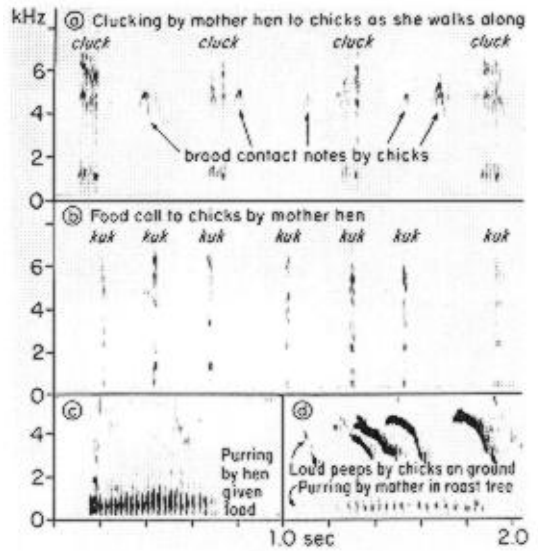 kHz
ⓐ Clucking by mother hen to chicks as she walks along
cluck cluck cluck cluck
6
4
2
0
brood contact notes by chicks
ⓑ Food call to chicks by mother hen
kuk kuk kuk kuk kuk kuk kuk
6
4
2
0
ⓒ
4
2
0
Purring
by hen
given
load
ⓓ
Loud peeps by chicks on ground
Purring by mother in roast tree
1.0 sec 2.0